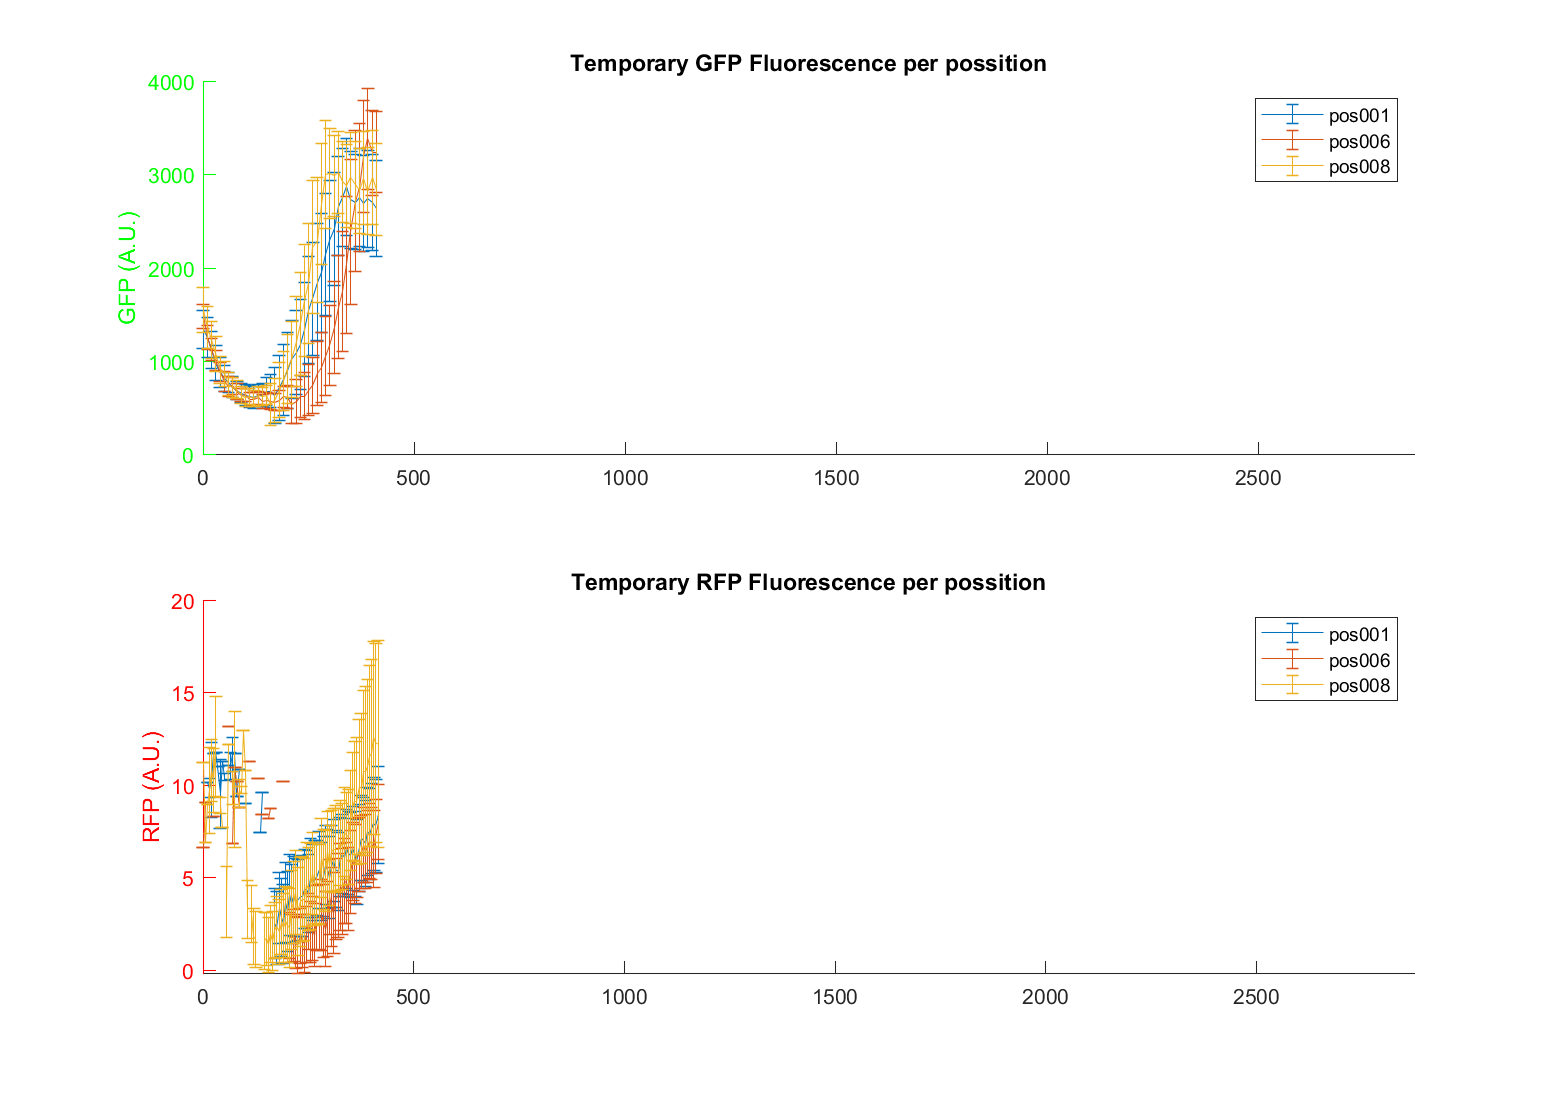 Temporary GFP Fluorescence per possition
4000
3000
2000
1000
0
GFP (A.U.)
0 500 1000 1500 2000 2500
pos001
pos006
pos008
Temporary RFP Fluorescence per possition
20
15
10
5
0
RFP (A.U.)
0 500 1000 1500 2000 2500
pos001
pos006
pos008